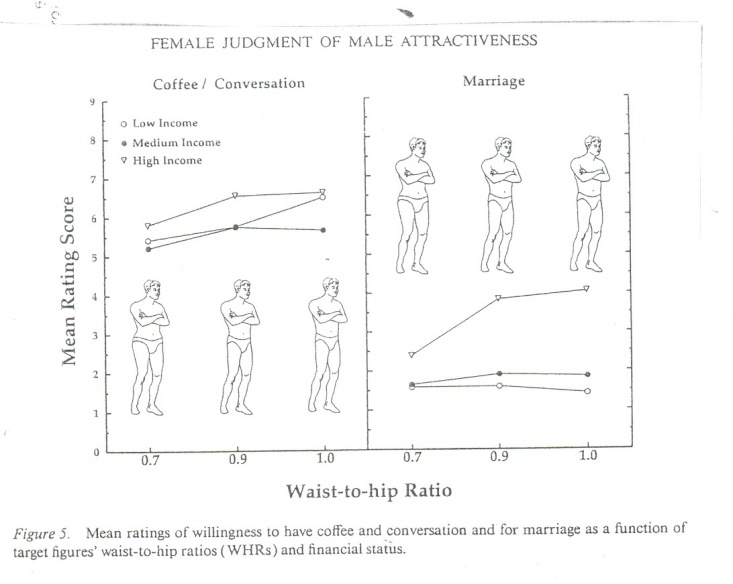 FEMALE JUDGMENT OF MALE ATTRACTIVENESS
Coffee / Conversation
Marriage
9
8
7
6
5
4
3
2
1
0
Low Income
Medium Income
High Income
Mean Rating Score
0.7 0.9 1.0
0.7 0.9 1.0
Waist-to-hip Ratio
Figure 5. Mean ratings of willingness to have coffee and conversation and for marriage as a function of
target figures' waist-to-hip ratios (WHRs) and financial status.